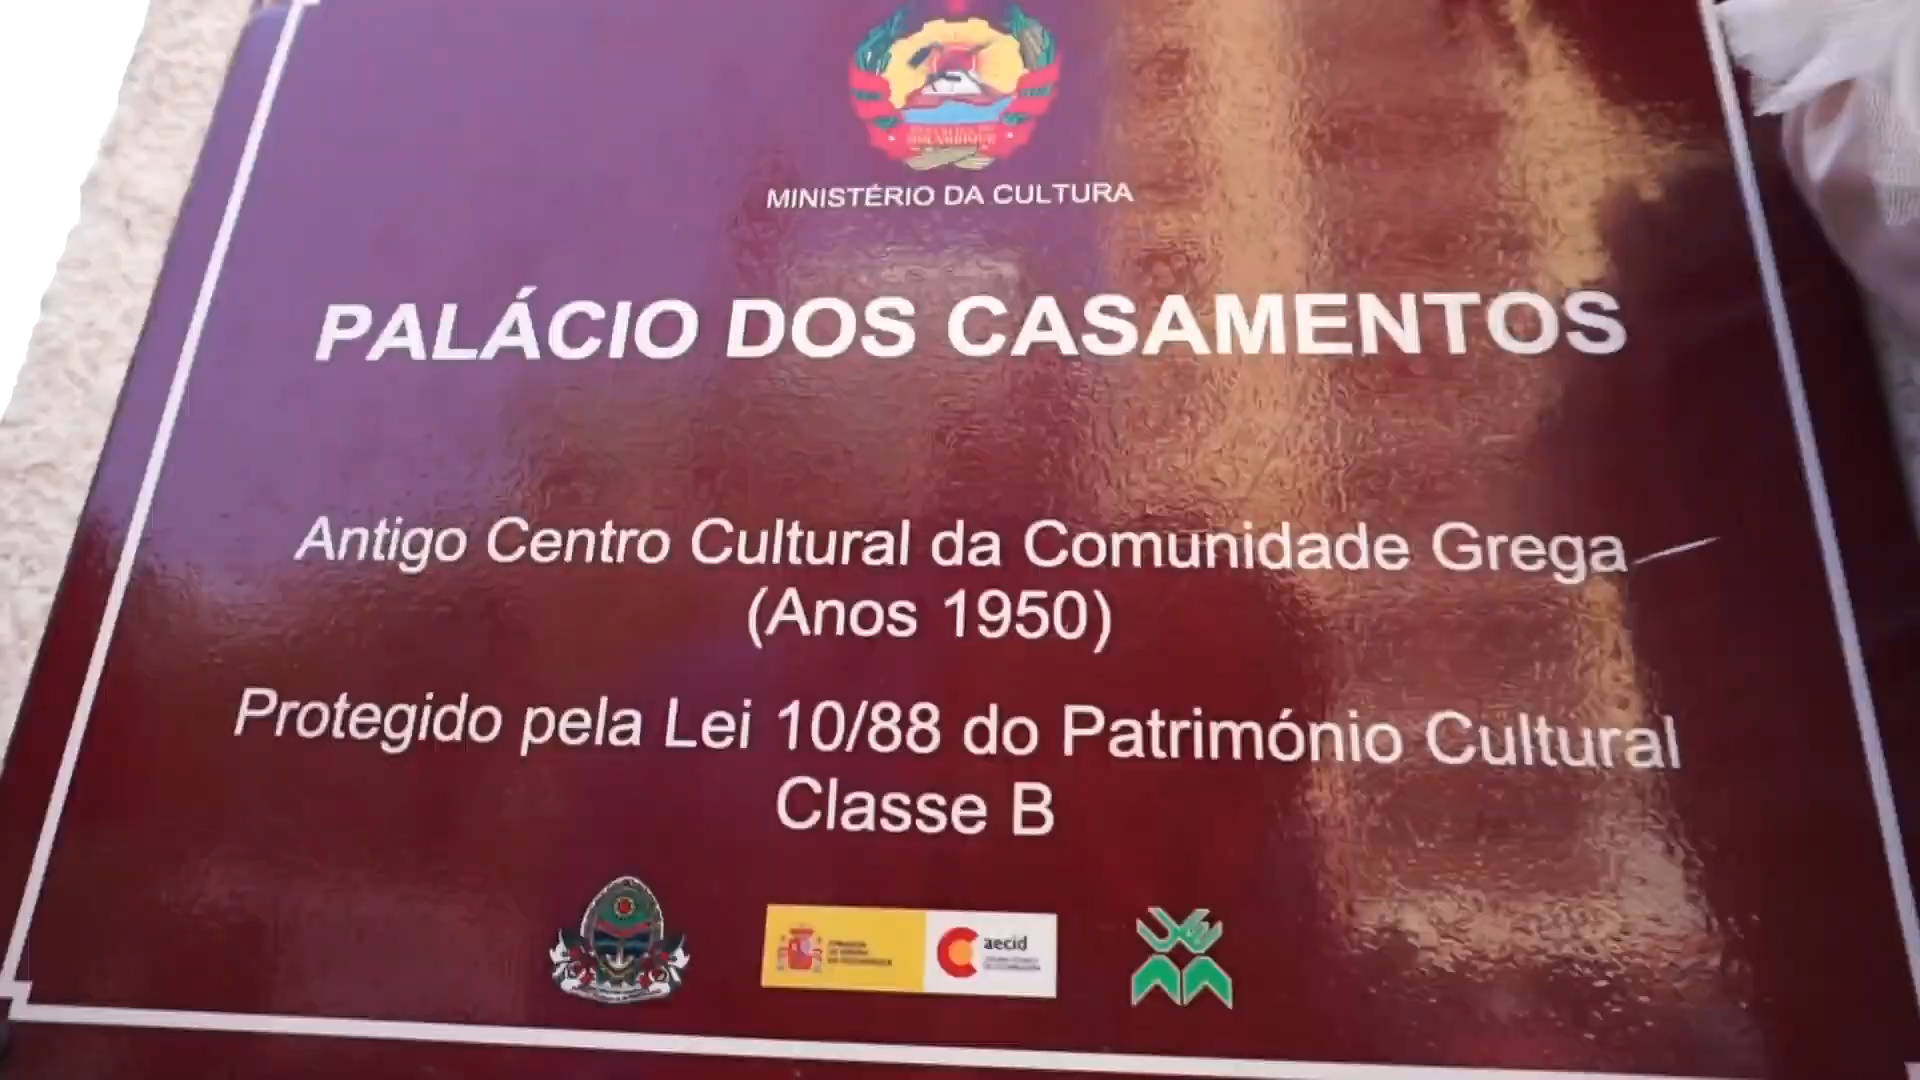 MOÇAMBIQUE
MINISTÉRIO DA CULTURA
PALÁCIO DOS CASAMENTOS
Antigo Centro Cultural da Comunidade Grega
(Anos 1950)
Protegido pela Lei 10/88 do Património Cultural
Classe B
aecid